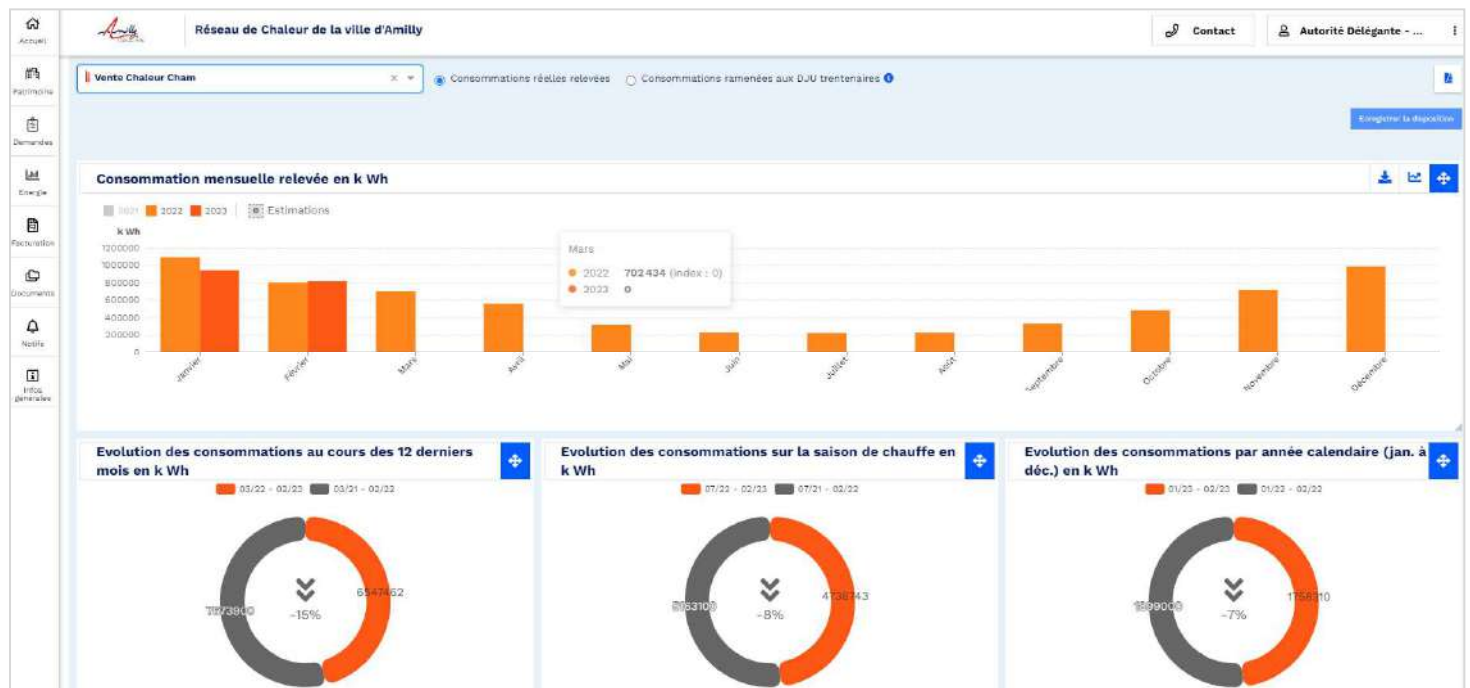 Accueil
Amilly
Réseau de Chaleur de la ville d'Amilly
Contact
Autorité Délégante - ...
Patrimoine
Vente Chaleur Cham
Consommations réelles relevées
Consommations ramenées aux DJU trentenaires
Demandes
Enregistrer la disposition
Energie
Consommation mensuelle relevée en k Wh
2021 2022 2023 Estimations
Facturation
k Wh
1200000
1000000
800000
600000
400000
200000
0
Mars
2022 702 434 (index : 0)
2023 0
Documents
Notifs
Infos
générales
Janvier Février Mars Avril Mai Juin Juillet Août Septembre Octobre Novembre Décembre
Evolution des consommations au cours des 12 derniers
mois en k Wh
03/22 - 02/23 03/21 - 02/22
6547462
-15%
Evolution des consommations sur la saison de chauffe en
k Wh
07/22 - 02/23 07/21 - 02/22
4738743
-8%
Evolution des consommations par année calendaire (jan. à
déc.) en k Wh
01/23 - 02/23 01/22 - 02/22
1758310
-7%